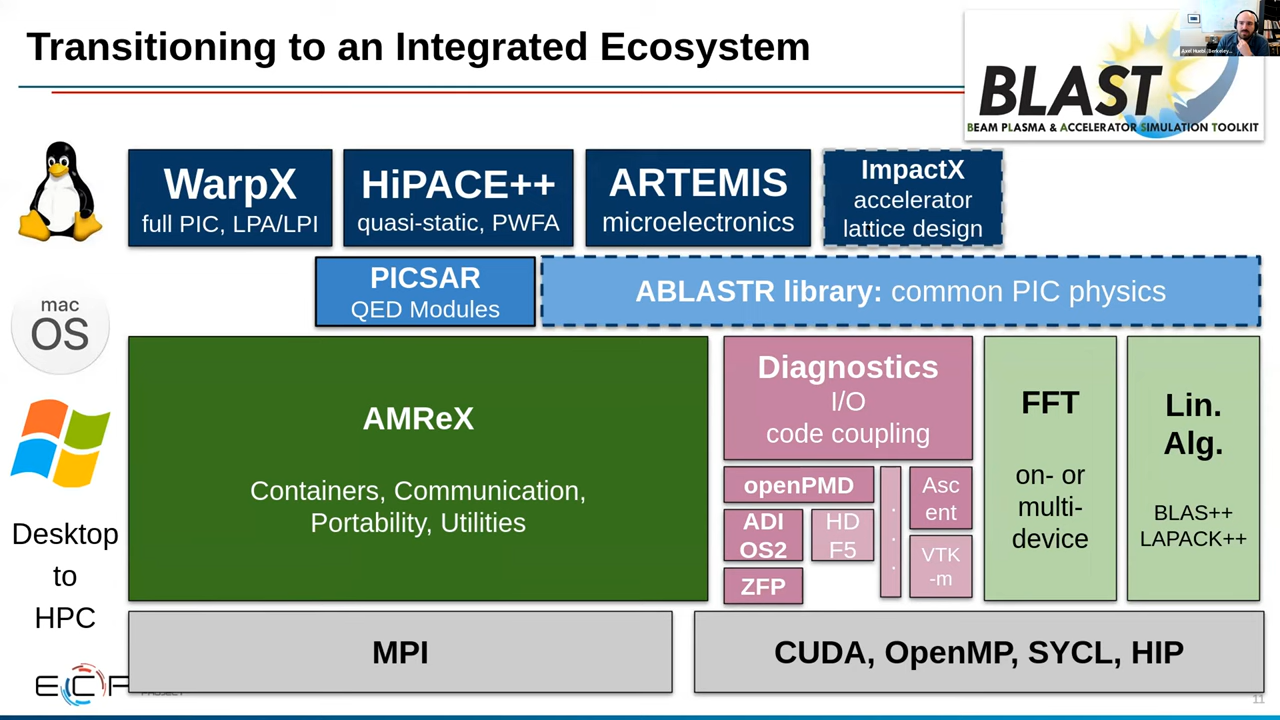 Transitioning to an Integrated Ecosystem
BLAST
BEAM PLASMA & ACCELERATOR SIMULATION TOOLKIT
WarpX
full PIC, LPA/LPI
HiPACE++
quasi-static, PWFA
ARTEMIS
microelectronics
ImpactX
accelerator
lattice design
PICSAR
QED Modules
ABLASTR library: common PIC physics
mac
OS
Desktop
to
HPC
AMReX
Containers, Communication,
Portability, Utilities
Diagnostics
I/O
code coupling
openPMD
ADI
OS2
HD
F5
ZFP
.
.
.
Asc
ent
VTK
-m
FFT
on- or
multi-
device
Lin.
Alg.
BLAS++
LAPACK++
MPI
CUDA, OpenMP, SYCL, HIP
ECP
11